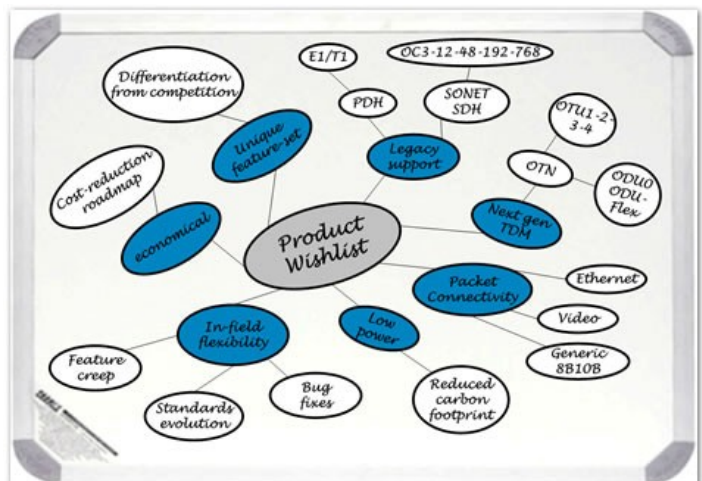 Differentiation
from competition
E1/T1
OC3-12-48-192-768
PDH
SONET
SDH
OTU1-2-
3-4
Unique
feature-set
Legacy
support
OTN
ODU0
ODU-
Flex
Cost-reduction
roadmap
economical
Product
Wishlist
Next gen
TDM
Packet
Connectivity
Ethernet
Video
Generic
8B10B
In-field
flexibility
Low
power
Feature
creep
Standards
evolution
Bug
fixes
Reduced
carbon
footprint